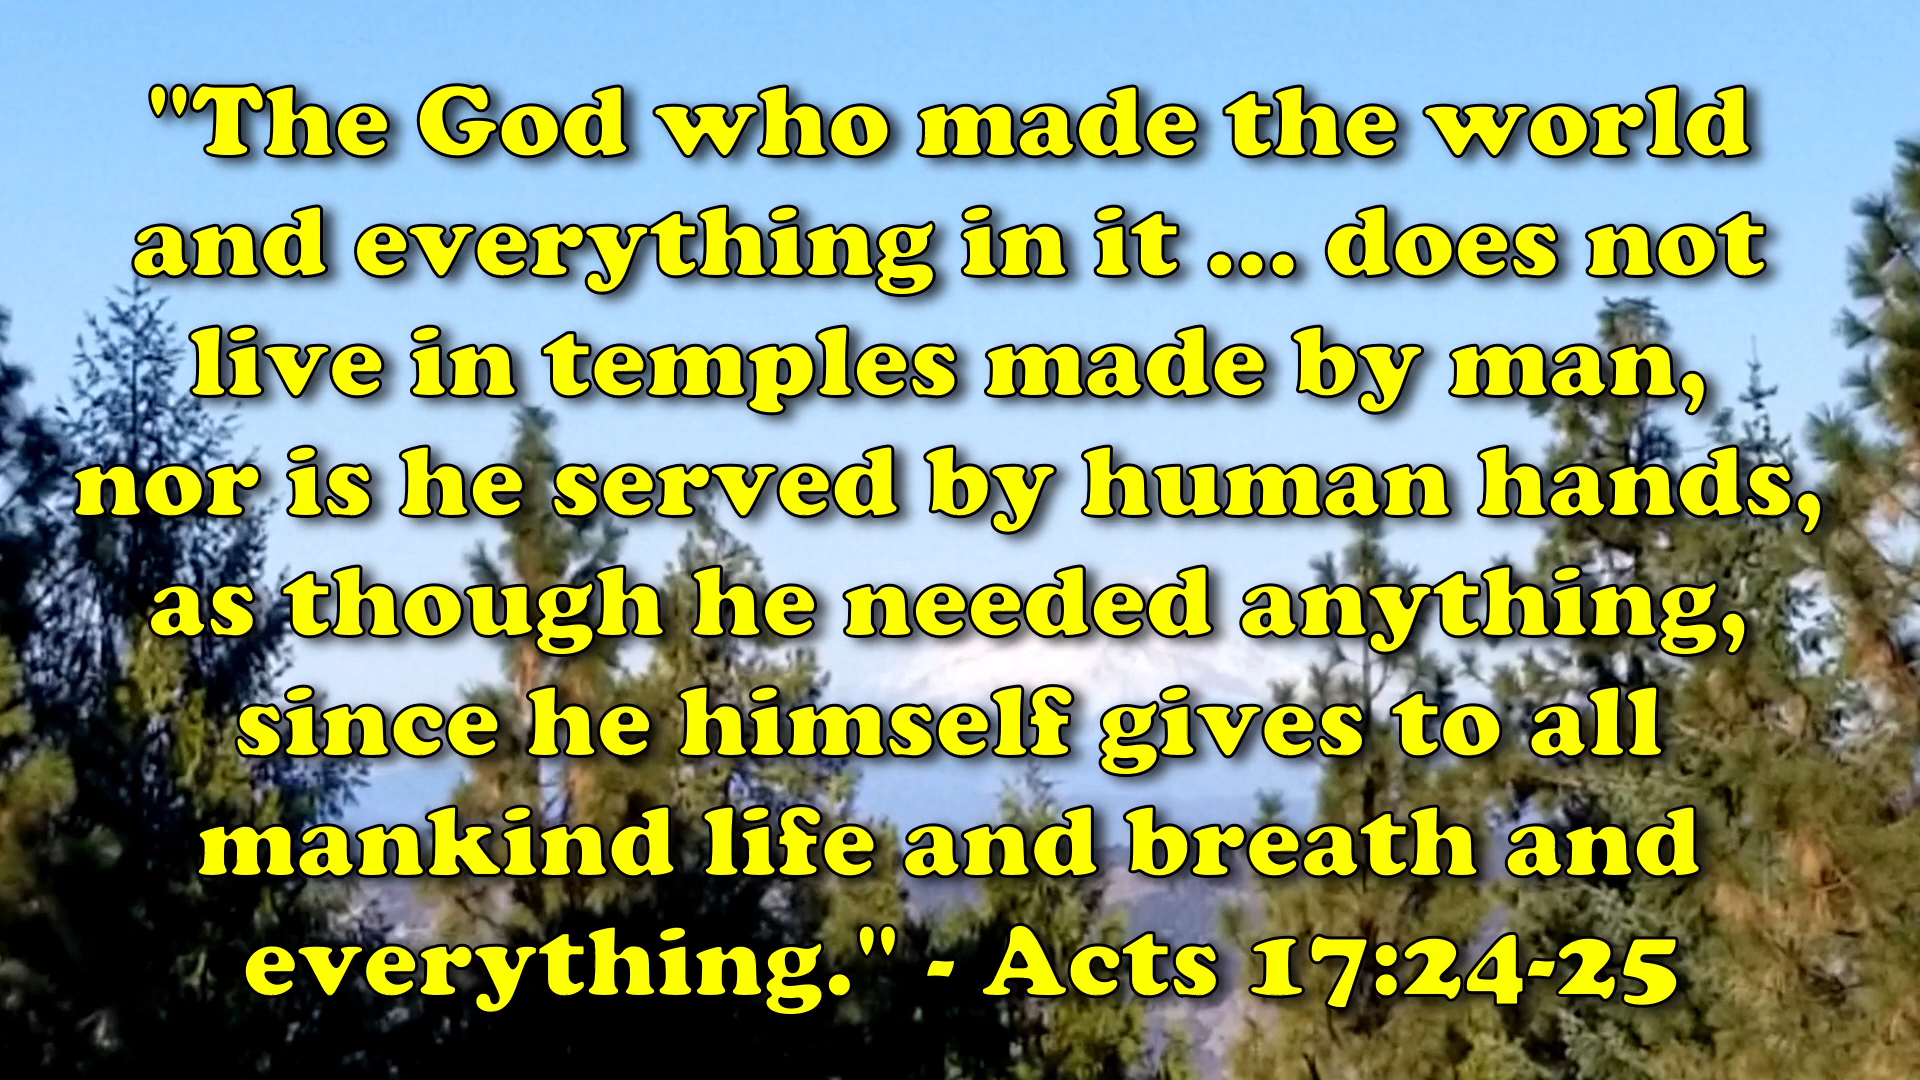 "The God who made the world
and everything in it ... does not
live in temples made by man,
nor is he served by human hands,
as though he needed anything,
since he himself gives to all
mankind life and breath and
everything." - Acts 17:24-25